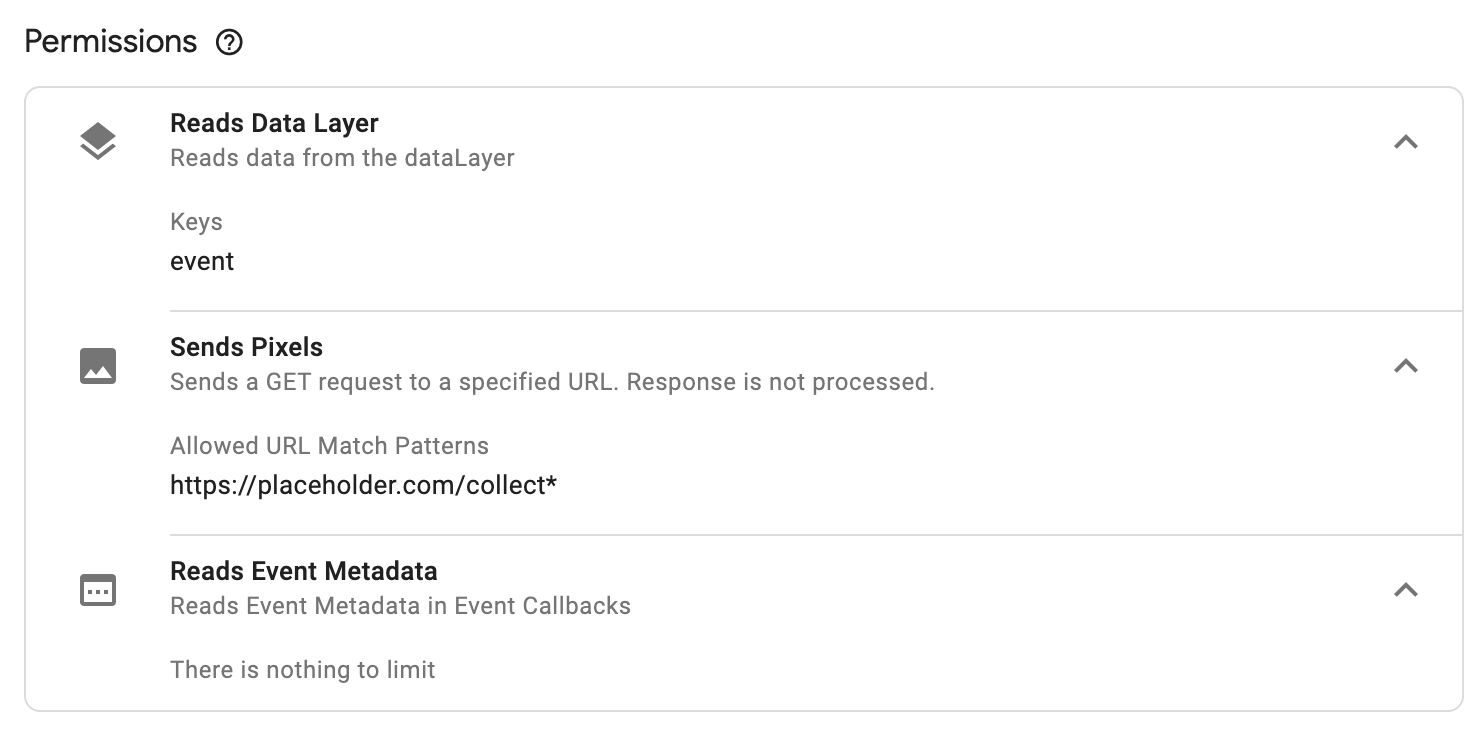 Permissions
Reads Data Layer
Reads data from the dataLayer
Keys
event
Sends Pixels
Sends a GET request to a specified URL. Response is not processed.
Allowed URL Match Patterns
https://placeholder.com/collect*
Reads Event Metadata
Reads Event Metadata in Event Callbacks
There is nothing to limit